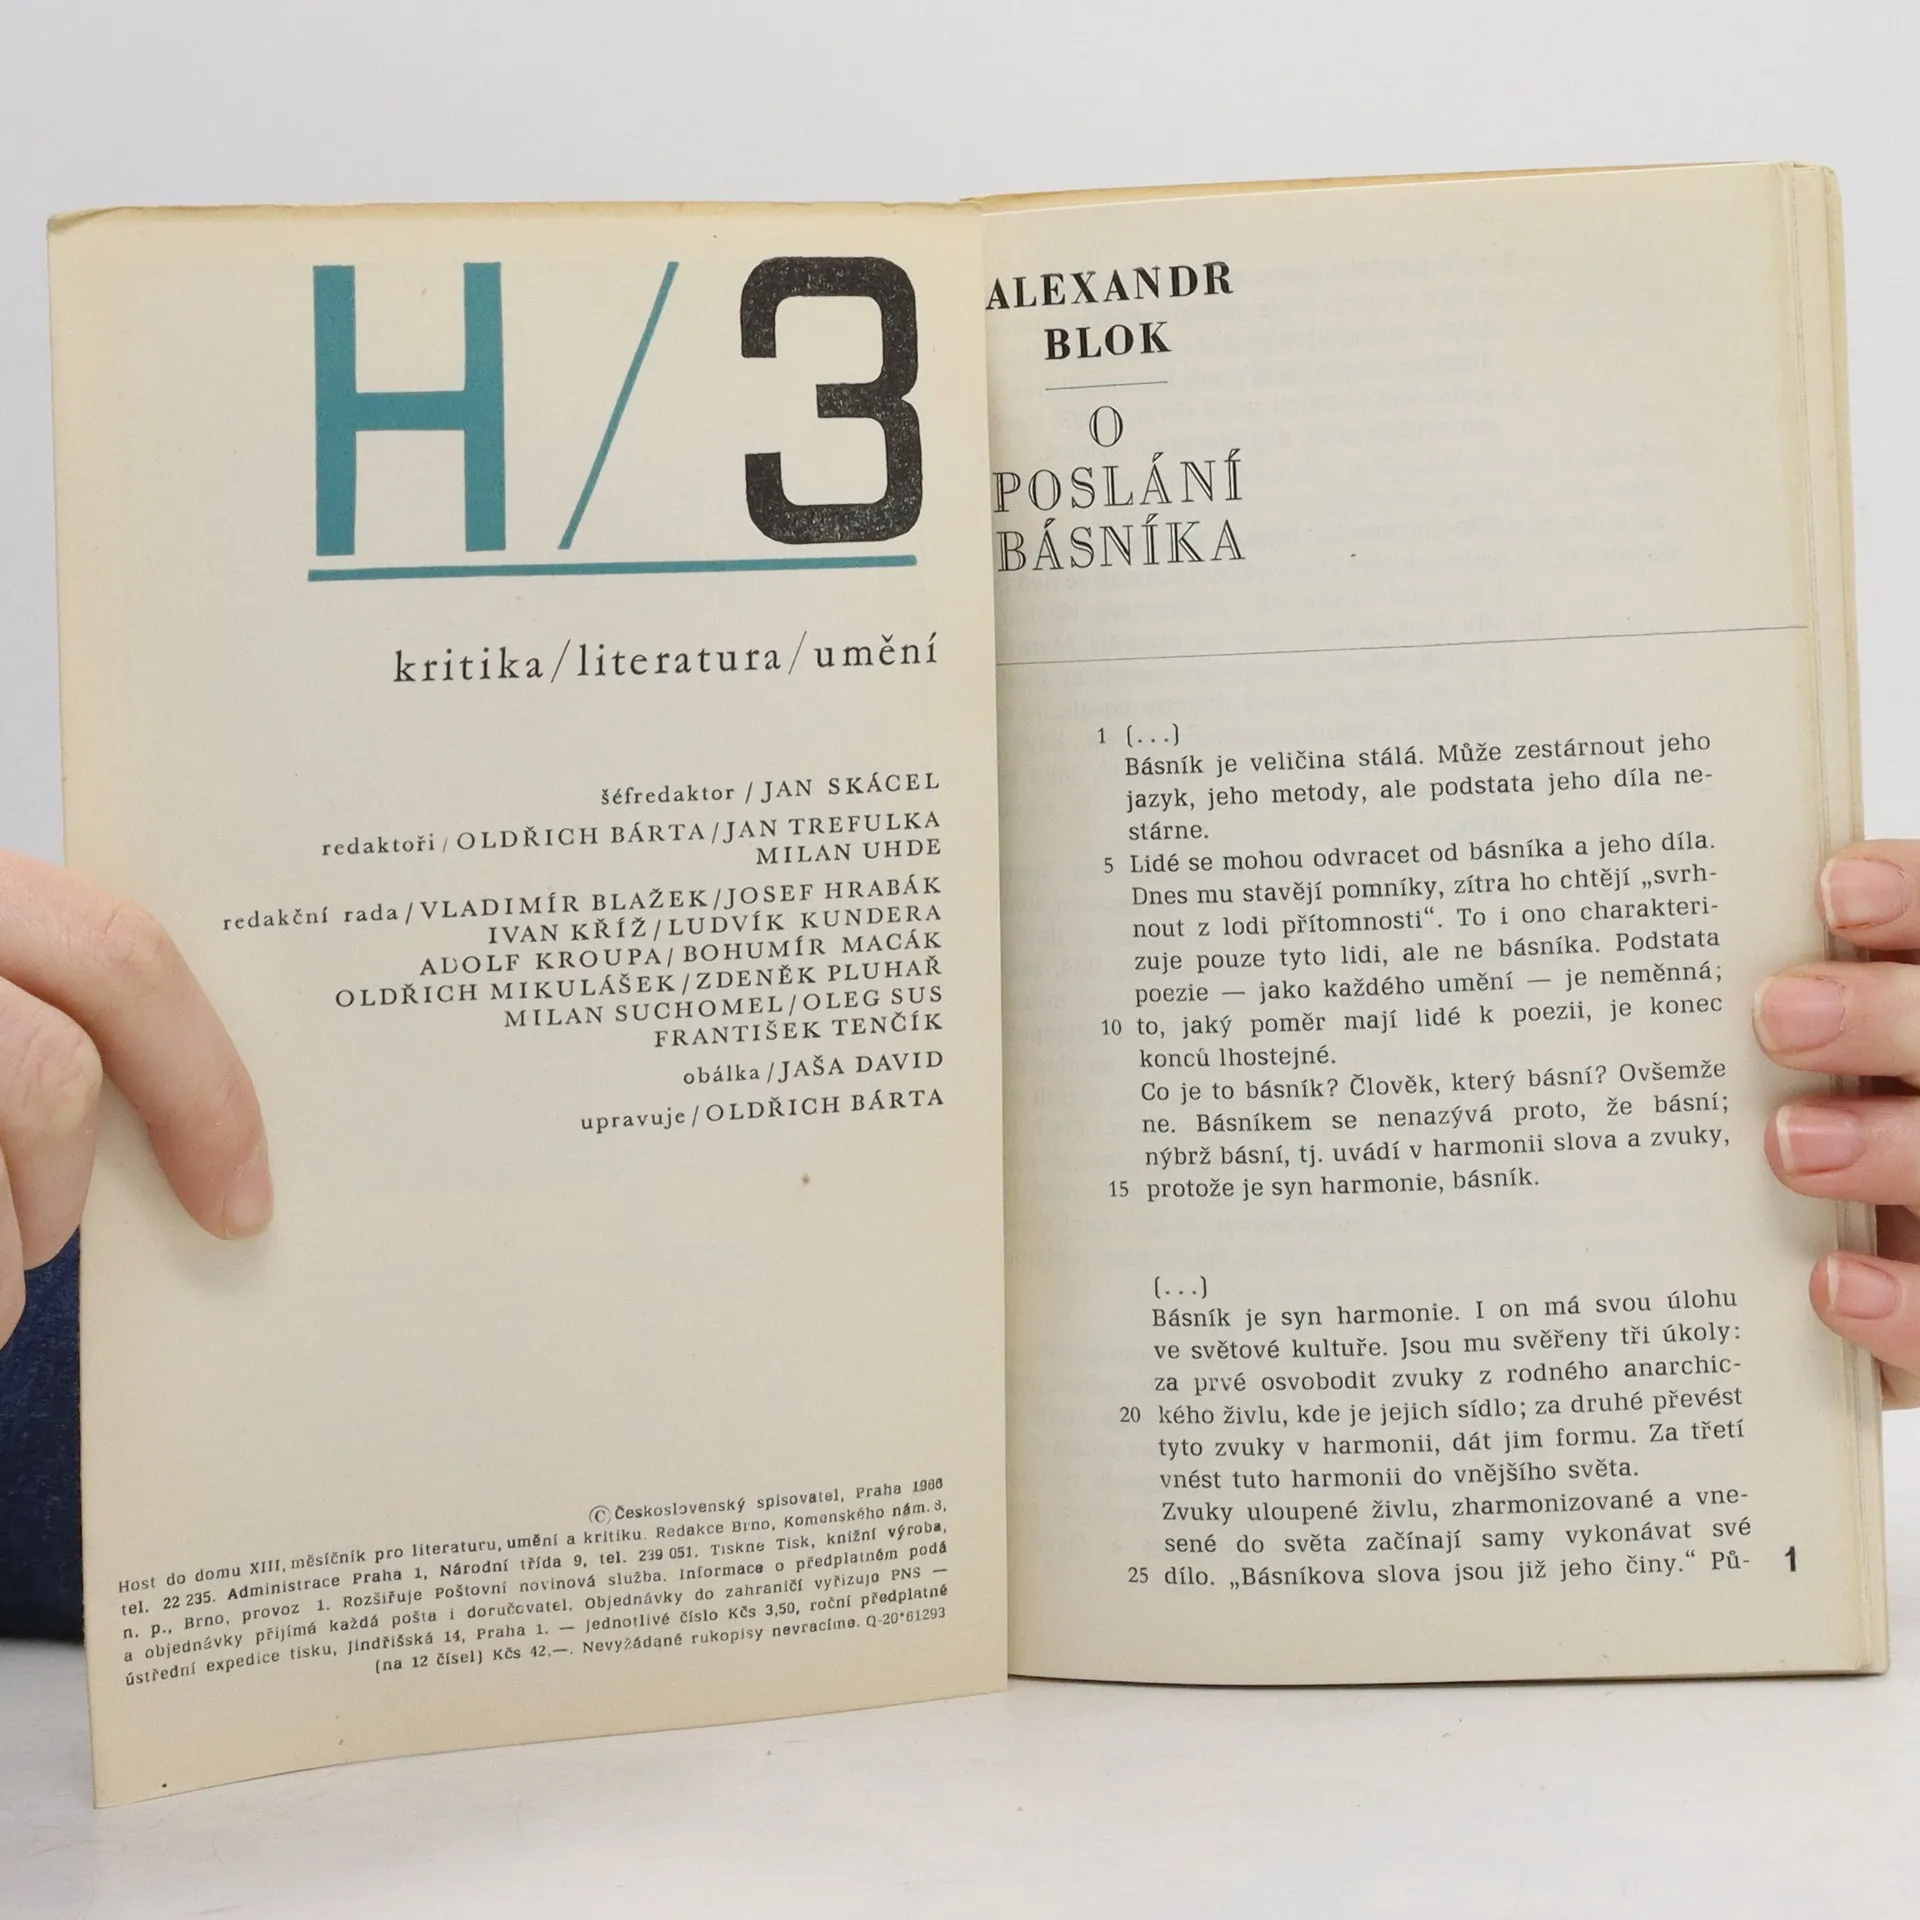 H/3
kritika/literatura/umění
šéfredaktor / JAN SKÁCEL
redaktoři / OLDŘICH BÁRTA/JAN TREFULKA
MILAN UHDE
redakční rada/VLADIMÍR BLAŽEK/JOSEF HRABÁK
IVAN KŘÍŽ/LUDVÍK KUNDERA
ADOLF KROUPA/BOHUMÍR MACÁK
OLDŘICH MIKULÁŠEK/ZDENĚK PLUHAŘ
MILAN SUCHOMEL/OLEG SUS
FRANTIŠEK TENČÍK
obálka/JAŠA DAVID
upravuje/OLDŘICH BÁRTA
© Československý spisovatel, Praha 1966
Host do domu XIII, měsíčník pro literaturu, umění a kritiku. Redakce Brno, Komenského nám. 8,
tel. 22 235. Administrace Praha 1, Národní třída 9, tel. 239 051. Tiskne Tisk, knižní výroba,
n. p., Brno, provoz 1. Rozšiřuje Poštovní novinová služba. Informace o předplatném podá
a objednávky přijímá každá pošta i doručovatel. Objednávky do zahraničí vyřizuje PNS —
ústřední expedice tisku, Jindřišská 14, Praha 1. — Jednotlivé číslo Kčs 3,50, roční předplatné
(na 12 čísel) Kčs 42,—. Nevyžádané rukopisy nevracíme. Q-20*61293
ALEXANDR
BLOK
O
POSLÁNÍ
BÁSNÍKA
1 (...)
Básník je veličina stálá. Může zestárnout jeho
jazyk, jeho metody, ale podstata jeho díla ne-
stárne.
5 Lidé se mohou odvracet od básníka a jeho díla.
Dnes mu stavějí pomníky, zítra ho chtějí „svrh-
nout z lodi přítomnosti“. To i ono charakteri-
zuje pouze tyto lidi, ale ne básníka. Podstata
poezie — jako každého umění — je neměnná;
10 to, jaký poměr mají lidé k poezii, je konec
konců lhostejné.
Co je to básník? Člověk, který básní? Ovšemže
ne. Básníkem se nenazývá proto, že básní;
nýbrž básní, tj. uvádí v harmonii slova a zvuky,
15 protože je syn harmonie, básník.
(...)
Básník je syn harmonie. I on má svou úlohu
ve světové kultuře. Jsou mu svěřeny tři úkoly:
za prvé osvobodit zvuky z rodného anarchic-
20 kého živlu, kde je jejich sídlo; za druhé převést
tyto zvuky v harmonii, dát jim formu. Za třetí
vnést tuto harmonii do vnějšího světa.
Zvuky uloupené živlu, zharmonizované a vne-
sené do světa začínají samy vykonávat své
25 dílo. „Básníkova slova jsou již jeho činy.“ Pů-
1